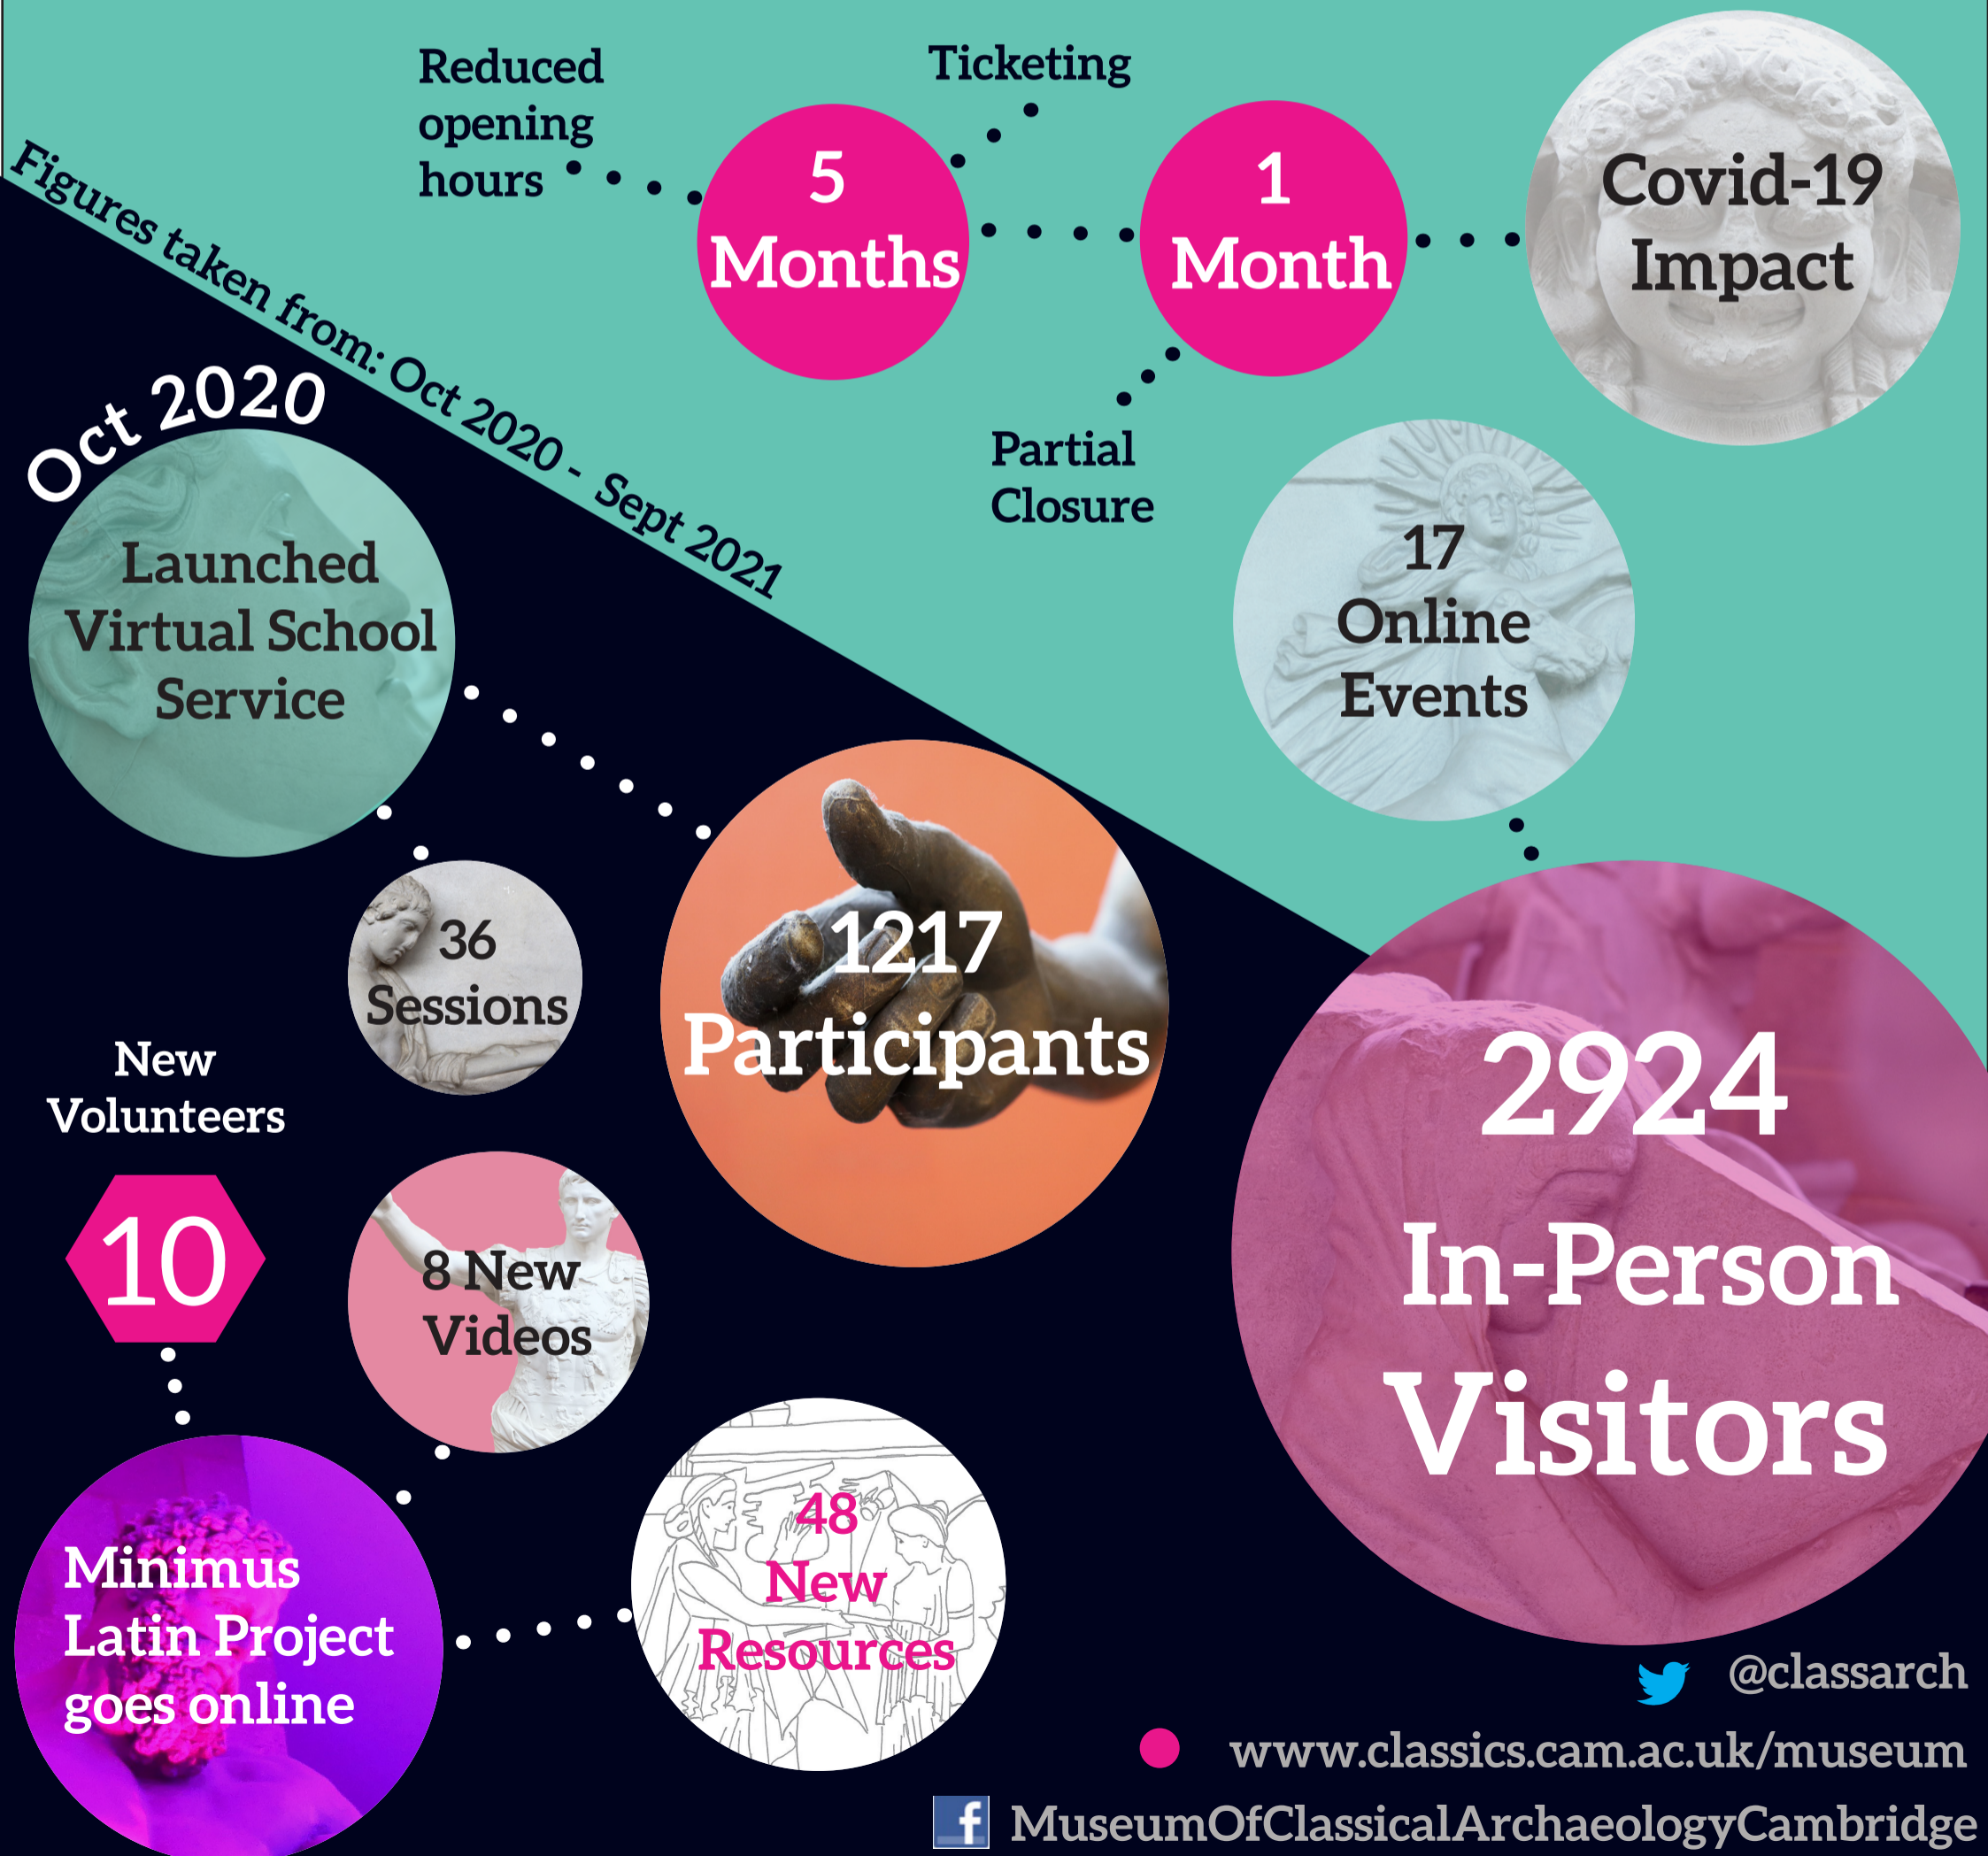 Reduced
opening
hours
Ticketing
5
Months
1
Month
Covid-19
Impact
Partial
Closure
Figures taken from: Oct 2020 - Sept 2021
17
Online
Events
Oct 2020
Launched
Virtual School
Service
36
Sessions
1217
Participants
2924
In-Person
Visitors
New
Volunteers
10
8 New
Videos
Minimus
Latin Project
goes online
48
New
Resources
@classarch
www.classics.cam.ac.uk/museum
f MuseumOfClassicalArchaeologyCambridge